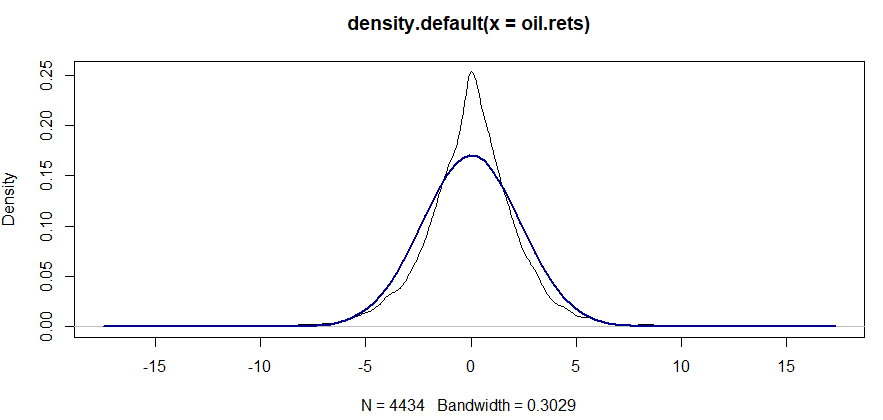 density.default(x = oil.rets)
0.25
0.20
0.15
0.10
0.05
0.00
Density
-15 -10 -5 0 5 10 15
N = 4434 Bandwidth = 0.3029